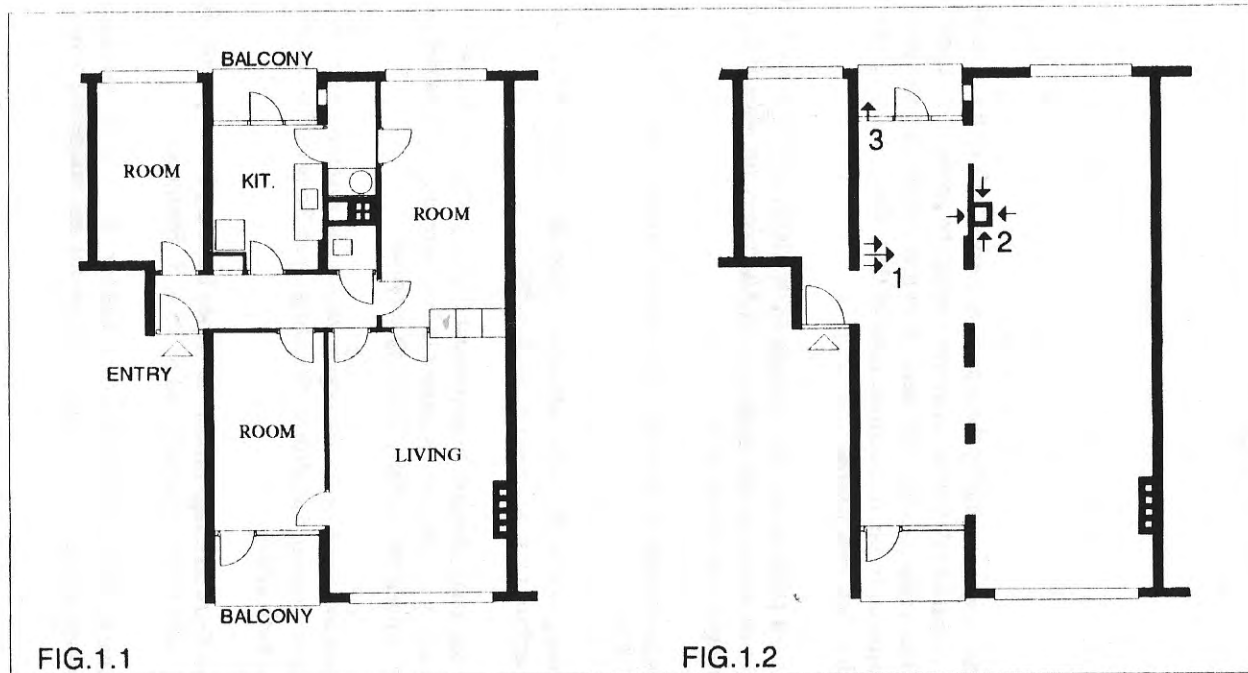 BALCONY
ROOM
KIT.
ROOM
ENTRY
ROOM
LIVING
BALCONY
FIG.1.1
3
2
1
FIG.1.2